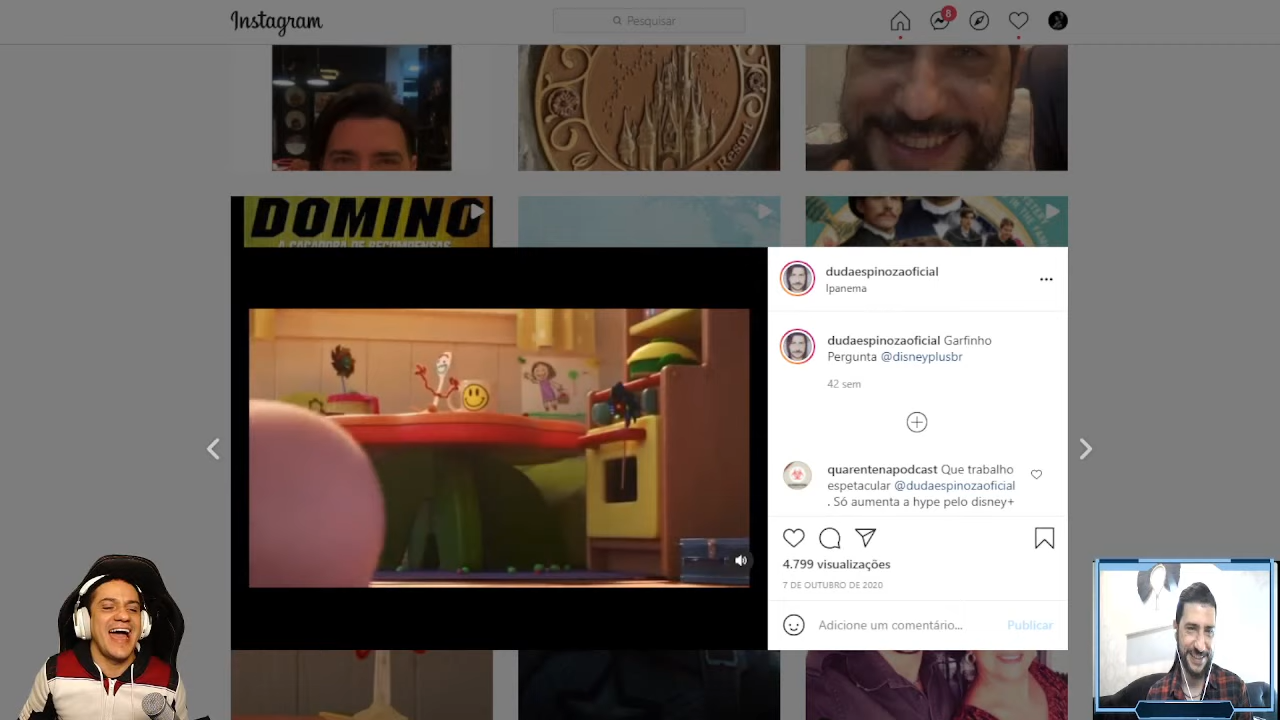 Instagram
Pesquisar
8
Resort
DOMINO
A CAÇADORA DE RECOMPENSAS
dudaespinozaoficial
Ipanema
dudaespinozaoficial Garfinho
Pergunta @disneyplusbr
42 sem
quarentenapodcast Que trabalho
espetacular @dudaespinozaoficial
. Só aumenta a hype pelo disney+
4.799 visualizações
7 DE OUTUBRO DE 2020
Adicione um comentário...
Publicar